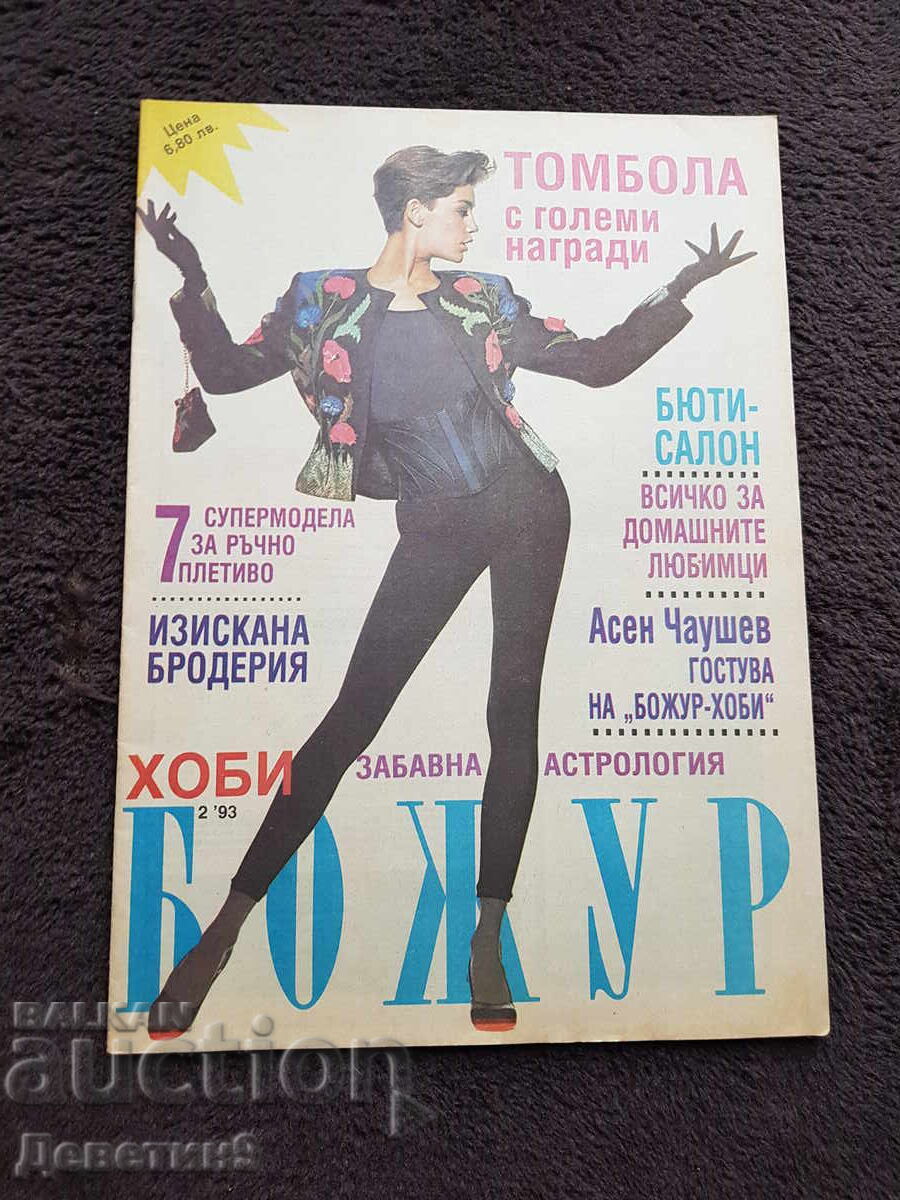 Цена
6,80 лв.
ТОМБОЛА
с големи
награди
БЮТИ-
САЛОН
ВСИЧКО ЗА
ДОМАШНИТЕ
ЛЮБИМЦИ
7 СУПЕРМОДЕЛА
ЗА РЪЧНО
ПЛЕТИВО
ИЗИСКАНА
БРОДЕРИЯ
Асен Чаушев
ГОСТУВА
НА „БОЖУР-ХОБИ“
ХОБИ
ЗАБАВНА АСТРОЛОГИЯ
2 '93
БОЖУР
BALKAN
auction
Деветин9